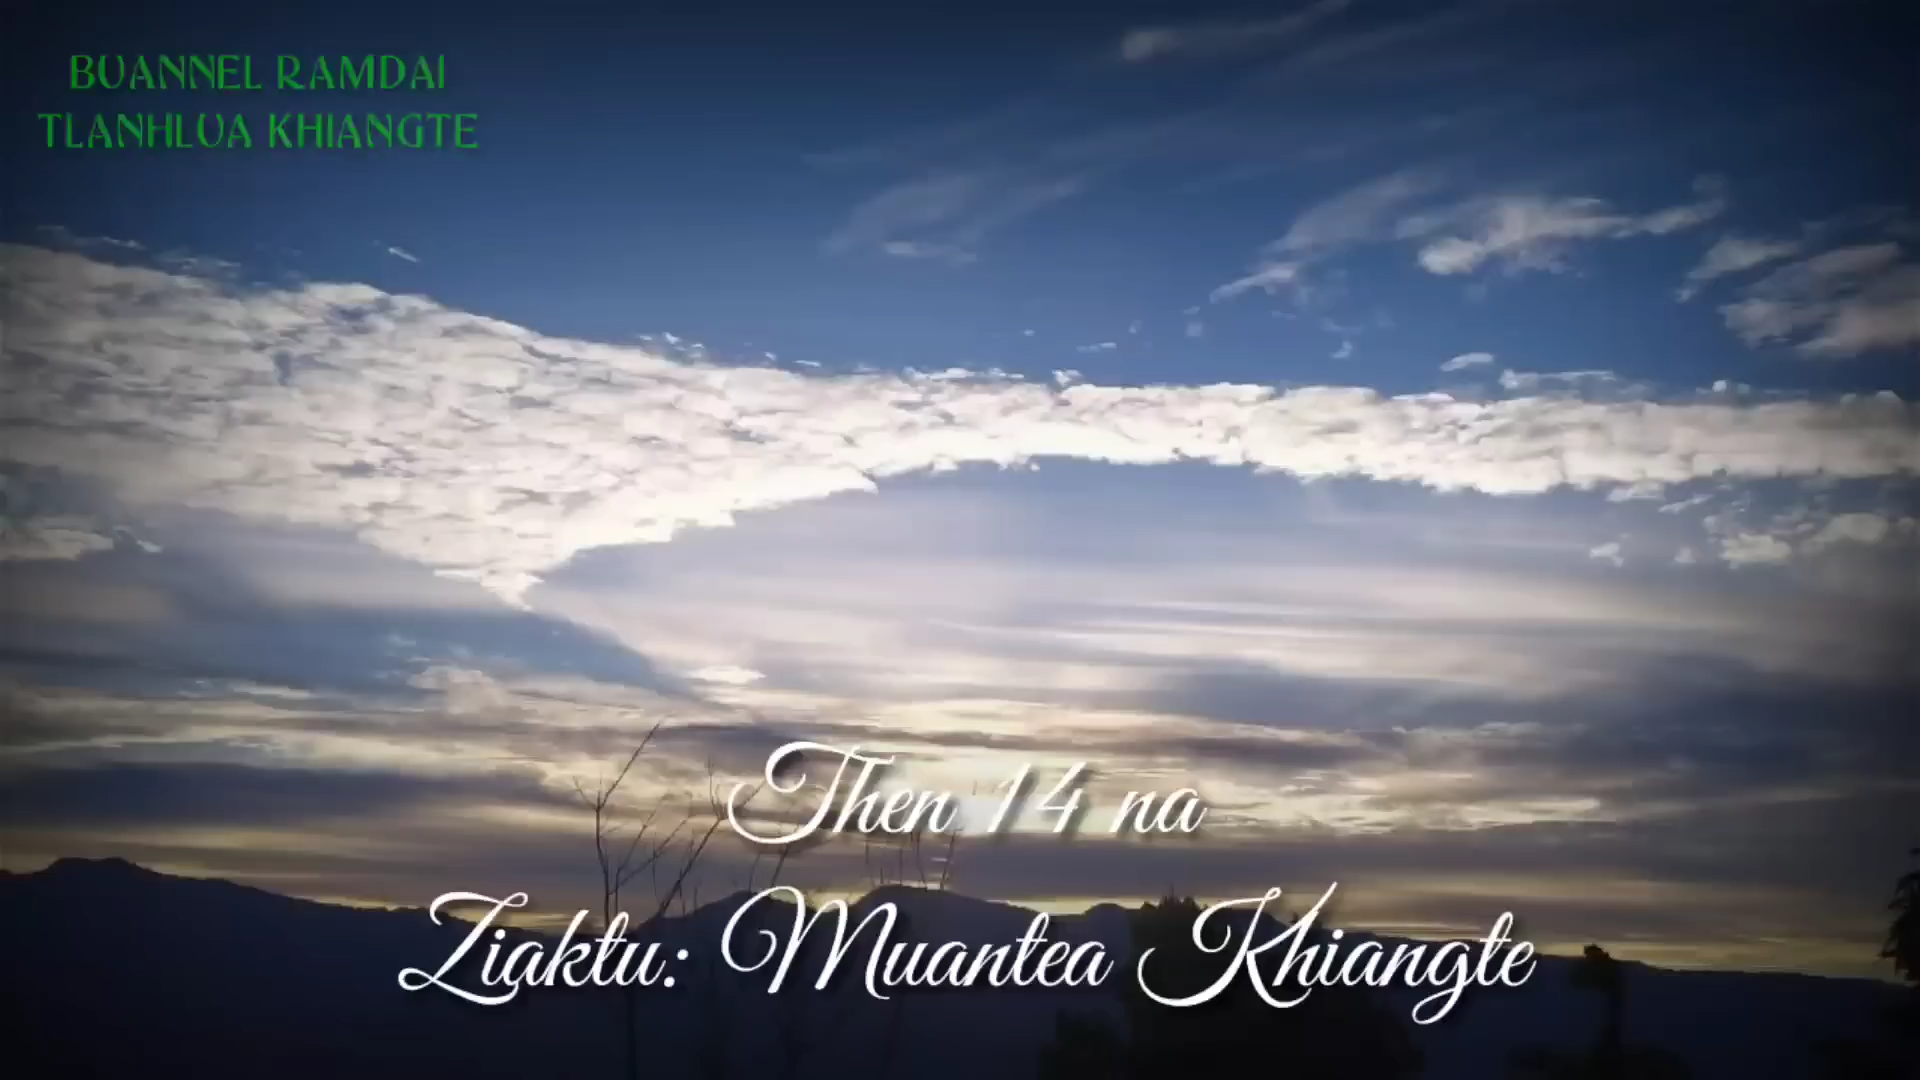 BUANNEL RAMDAI
TLANHLUA KHIANGTE
Then 14 na
Ziaktu: Muantea Khiangte